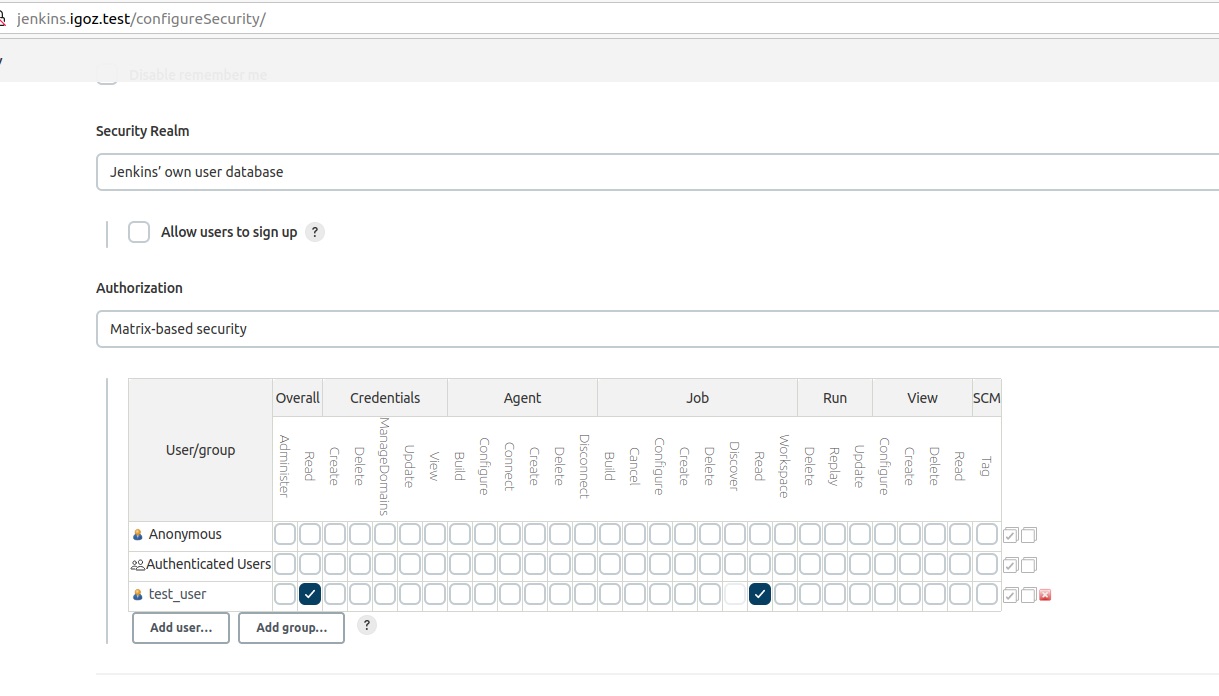 jenkins.igoz.test/configureSecurity/
Disable remember me
Security Realm
Jenkins’ own user database
Allow users to sign up ?
Authorization
Matrix-based security
User/group Overall Credentials Agent Job Run View SCM
Administer Read Create Delete ManageDomains Update View Build Configure Connect Create Delete Disconnect Build Cancel Configure Create Delete Discover Read Workspace Delete Replay Update Configure Create Delete Read Tag
Anonymous
Authenticated Users
test_user
Add user... Add group... ?